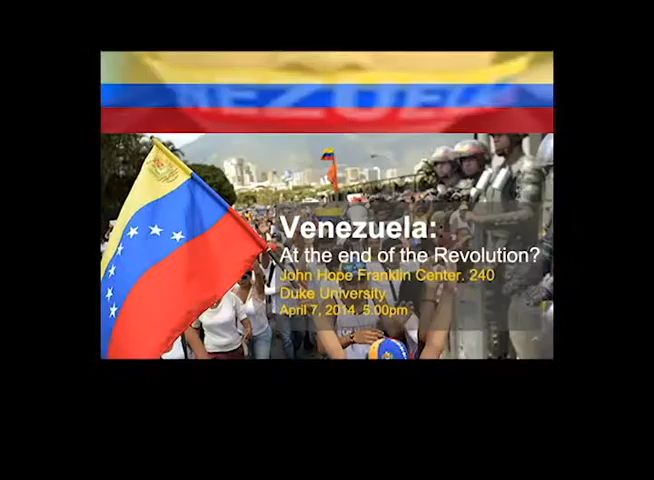 VENEZUELA
Venezuela:
At the end of the Revolution?
John Hope Franklin Center, 240
Duke University
April 7, 2014, 5.00pm